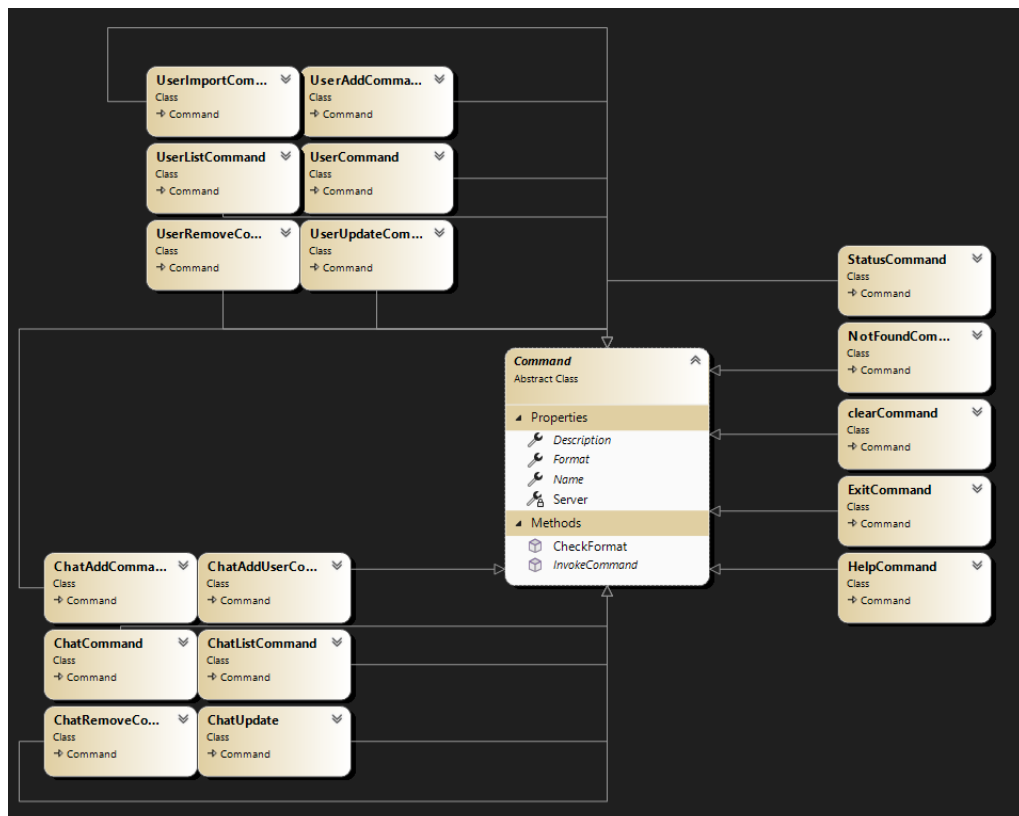 UserImportCom...
Class
Command
UserAddComma...
Class
Command
UserListCommand
Class
Command
UserCommand
Class
Command
UserRemoveCo...
Class
Command
UserUpdateCom...
Class
Command
StatusCommand
Class
Command
NotFoundCom...
Class
Command
clearCommand
Class
Command
ExitCommand
Class
Command
HelpCommand
Class
Command
Command
Abstract Class
Properties
Description
Format
Name
Server
Methods
CheckFormat
InvokeCommand
ChatAddComma...
Class
Command
ChatAddUserCo...
Class
Command
ChatCommand
Class
Command
ChatListCommand
Class
Command
ChatRemoveCo...
Class
Command
ChatUpdate
Class
Command